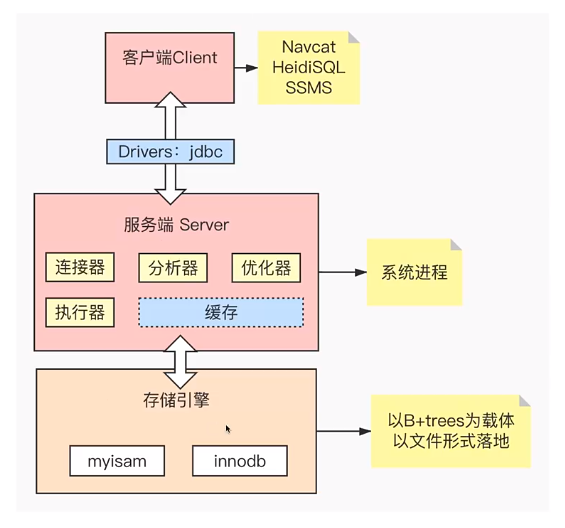 客户端Client
Navcat
HeidiSQL
SSMS
Drivers：jdbc
服务端 Server
连接器
分析器
优化器
执行器
缓存
系统进程
存储引擎
myisam
innodb
以B+trees为载体
以文件形式落地